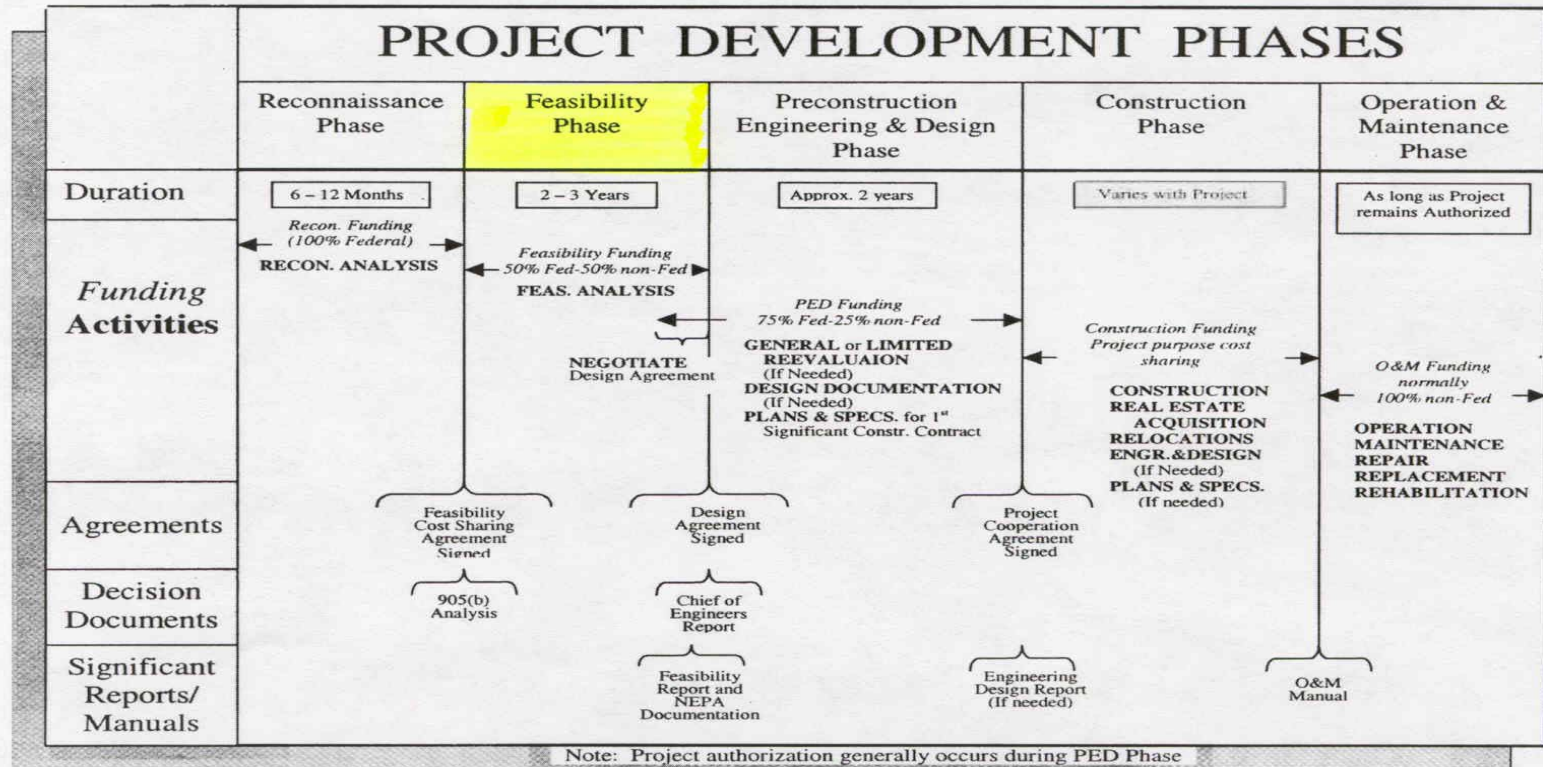 PROJECT DEVELOPMENT PHASES
Reconnaissance
Phase
Feasibility
Phase
Preconstruction
Engineering & Design
Phase
Construction
Phase
Operation &
Maintenance
Phase
Duration
6 – 12 Months
2 – 3 Years
Approx. 2 years
Varies with Project
As long as Project
remains Authorized
Funding
Activities
Recon. Funding
(100% Federal)
RECON. ANALYSIS
Feasibility Funding
50% Fed-50% non-Fed
FEAS. ANALYSIS
NEGOTIATE
Design Agreement
PED Funding
75% Fed-25% non-Fed
GENERAL or LIMITED
REEVALUAION
(If Needed)
DESIGN DOCUMENTATION
(If Needed)
PLANS & SPECS. for 1st
Significant Constr. Contract
Construction Funding
Project purpose cost
sharing
CONSTRUCTION
REAL ESTATE
ACQUISITION
RELOCATIONS
ENGR.&DESIGN
(If Needed)
PLANS & SPECS.
(If needed)
O&M Funding
normally
100% non-Fed
OPERATION
MAINTENANCE
REPAIR
REPLACEMENT
REHABILITATION
Agreements
Feasibility
Cost Sharing
Agreement
Signed
Design
Agreement
Signed
Project
Cooperation
Agreement
Signed
Decision
Documents
905(b)
Analysis
Chief of
Engineers
Report
Significant
Reports/
Manuals
Feasibility
Report and
NEPA
Documentation
Engineering
Design Report
(If needed)
O&M
Manual
Note: Project authorization generally occurs during PED Phase